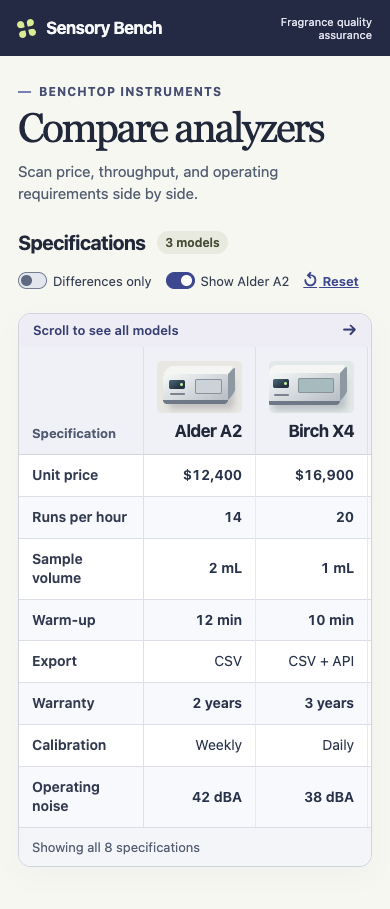 Sensory Bench
Fragrance quality
assurance
BENCHTOP INSTRUMENTS
Compare analyzers
Scan price, throughput, and operating
requirements side by side.
Specifications
3 models
Differences only
Show Alder A2
Reset
Scroll to see all models
Specification
Alder A2
Birch X4
Unit price
$12,400
$16,900
Runs per hour
14
20
Sample
volume
2 mL
1 mL
Warm-up
12 min
10 min
Export
CSV
CSV + API
Warranty
2 years
3 years
Calibration
Weekly
Daily
Operating
noise
42 dBA
38 dBA
Showing all 8 specifications